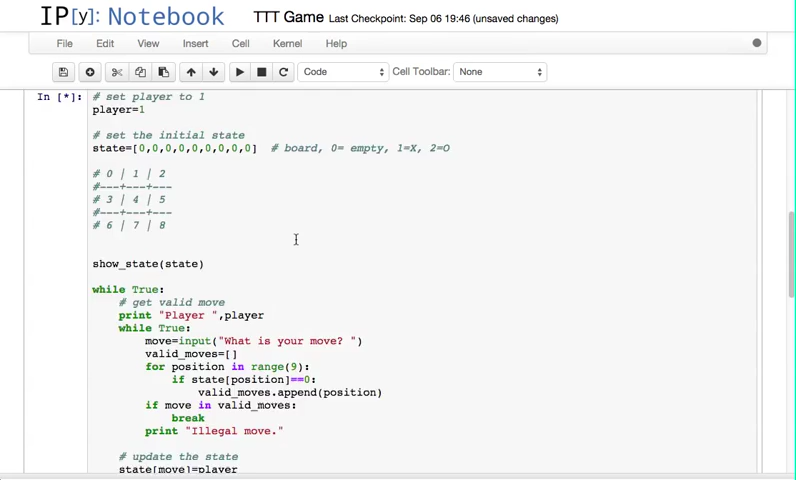 IP[y]: Notebook TTT Game Last Checkpoint: Sep 06 19:46 (unsaved changes)
File Edit View Insert Cell Kernel Help
Code Cell Toolbar: None
In [*]: # set player to 1
player=1
# set the initial state
state=[0,0,0,0,0,0,0,0,0] # board, 0= empty, 1=X, 2=O
# 0 | 1 | 2
#---+---+---
# 3 | 4 | 5
#---+---+---
# 6 | 7 | 8
show_state(state)
while True:
# get valid move
print "Player ",player
while True:
move=input("What is your move? ")
valid_moves=[]
for position in range(9):
if state[position]==0:
valid_moves.append(position)
if move in valid_moves:
break
print "Illegal move."
# update the state
state[move]=player